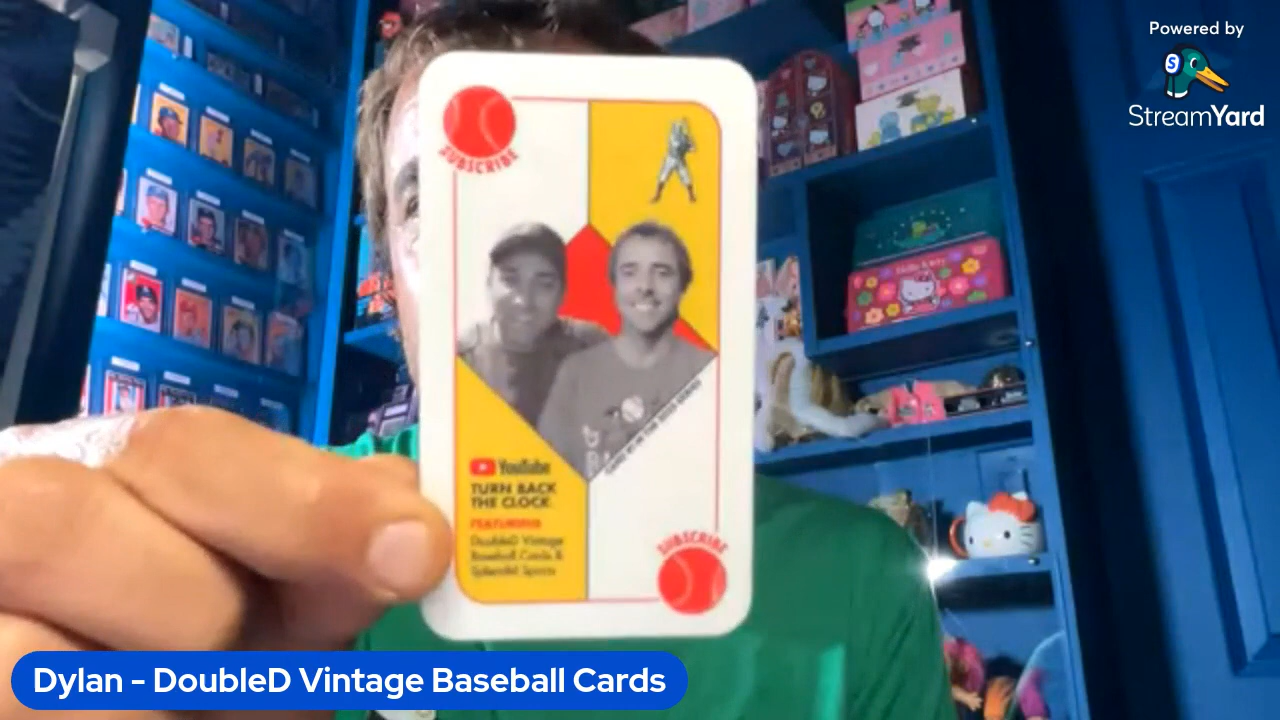 Powered by
StreamYard
SUBSCRIBE
YouTube
TURN BACK
THE CLOCK
FEATURING
DoubleD Vintage
Baseball Cards &
Splendid Sports
SUBSCRIBE
Dylan - DoubleD Vintage Baseball Cards